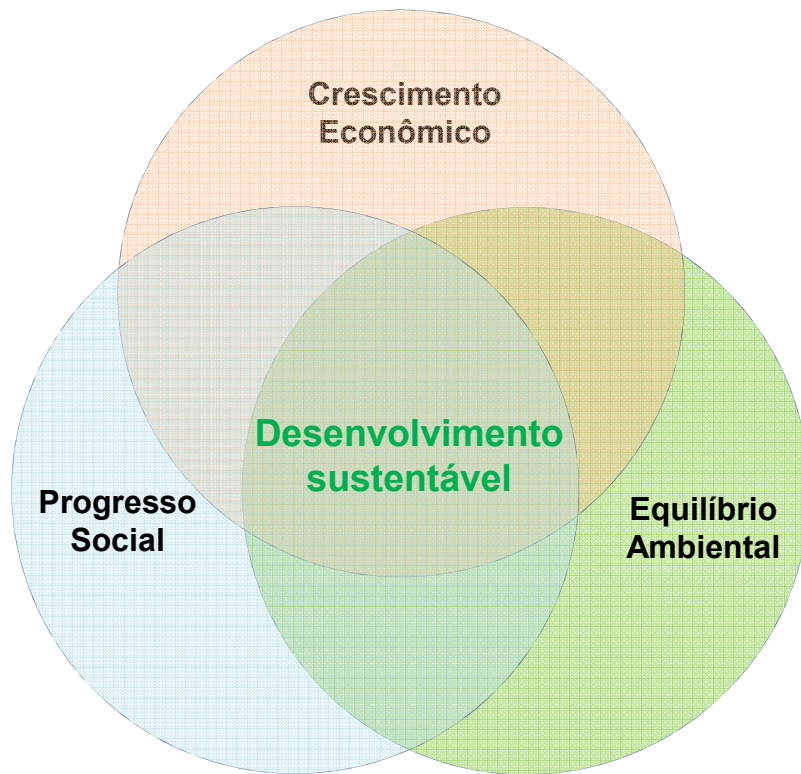 Crescimento
Econômico
Desenvolvimento
sustentável
Progresso
Social
Equilíbrio
Ambiental